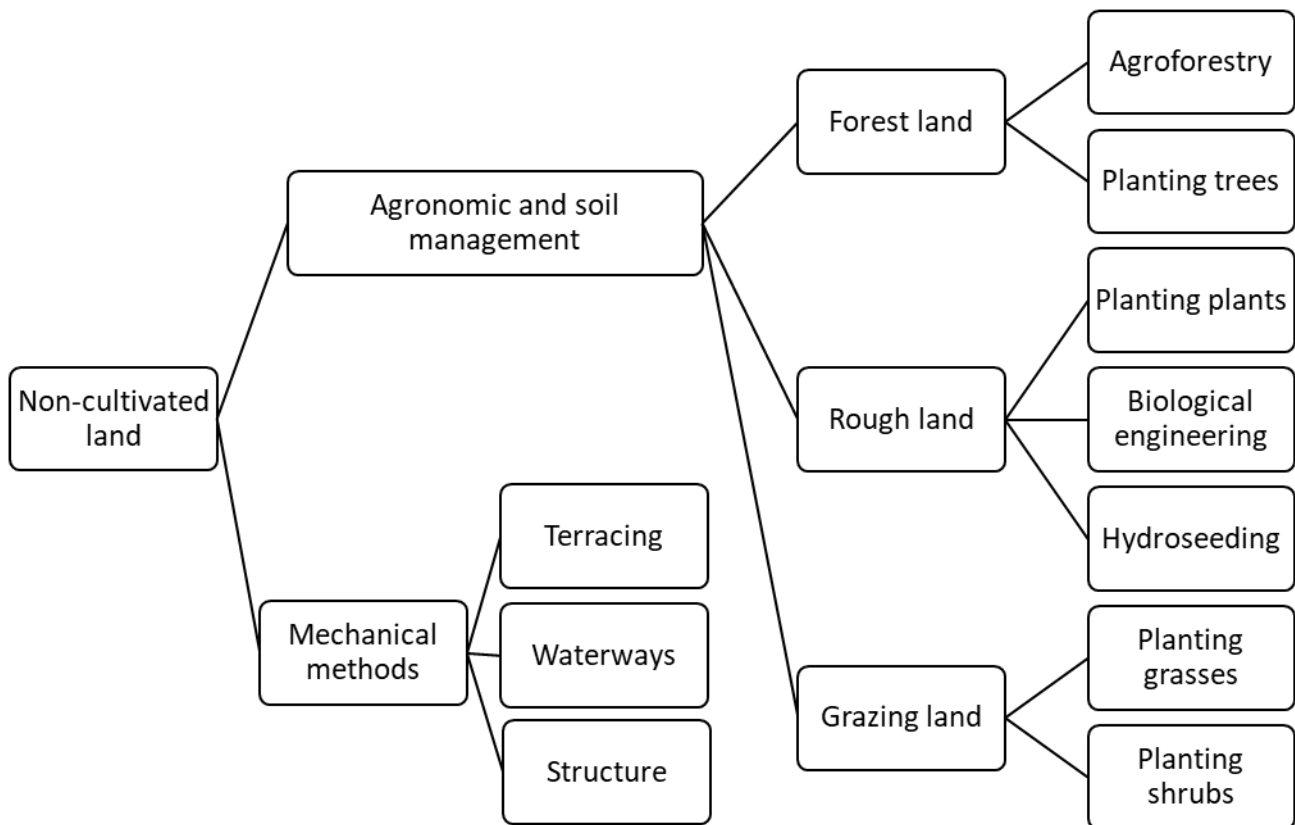 Non-cultivated
land
Agronomic and soil
management
Mechanical
methods
Terracing
Waterways
Structure
Forest land
Rough land
Grazing land
Agroforestry
Planting trees
Planting plants
Biological
engineering
Hydroseeding
Planting
grasses
Planting
shrubs